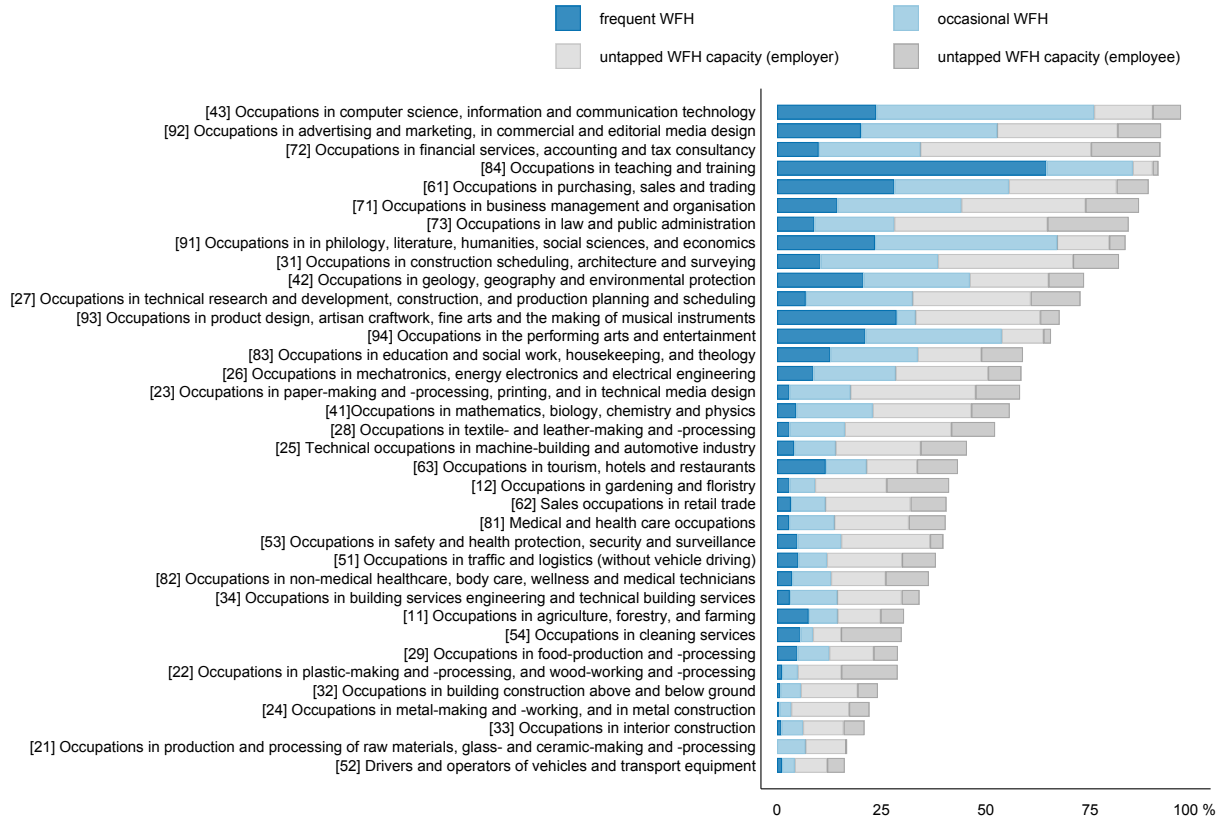 frequent WFH
occasional WFH
untapped WFH capacity (employer)
untapped WFH capacity (employee)
[43] Occupations in computer science, information and communication technology
[92] Occupations in advertising and marketing, in commercial and editorial media design
[72] Occupations in financial services, accounting and tax consultancy
[84] Occupations in teaching and training
[61] Occupations in purchasing, sales and trading
[71] Occupations in business management and organisation
[73] Occupations in law and public administration
[91] Occupations in in philology, literature, humanities, social sciences, and economics
[31] Occupations in construction scheduling, architecture and surveying
[42] Occupations in geology, geography and environmental protection
[27] Occupations in technical research and development, construction, and production planning and scheduling
[93] Occupations in product design, artisan craftwork, fine arts and the making of musical instruments
[94] Occupations in the performing arts and entertainment
[83] Occupations in education and social work, housekeeping, and theology
[26] Occupations in mechatronics, energy electronics and electrical engineering
[23] Occupations in paper-making and -processing, printing, and in technical media design
[41]Occupations in mathematics, biology, chemistry and physics
[28] Occupations in textile- and leather-making and -processing
[25] Technical occupations in machine-building and automotive industry
[63] Occupations in tourism, hotels and restaurants
[12] Occupations in gardening and floristry
[62] Sales occupations in retail trade
[81] Medical and health care occupations
[53] Occupations in safety and health protection, security and surveillance
[51] Occupations in traffic and logistics (without vehicle driving)
[82] Occupations in non-medical healthcare, body care, wellness and medical technicians
[34] Occupations in building services engineering and technical building services
[11] Occupations in agriculture, forestry, and farming
[54] Occupations in cleaning services
[29] Occupations in food-production and -processing
[22] Occupations in plastic-making and -processing, and wood-working and -processing
[32] Occupations in building construction above and below ground
[24] Occupations in metal-making and -working, and in metal construction
[33] Occupations in interior construction
[21] Occupations in production and processing of raw materials, glass- and ceramic-making and -processing
[52] Drivers and operators of vehicles and transport equipment
0 25 50 75 100 %